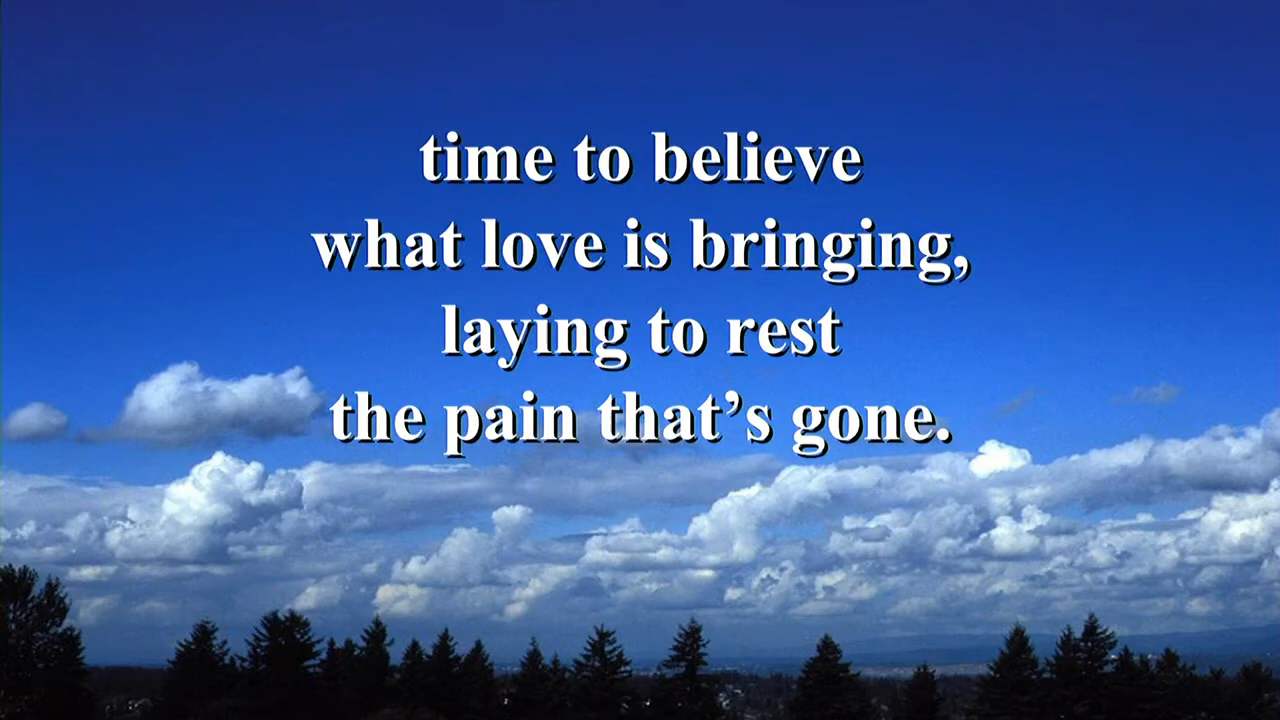 time to believe
what love is bringing,
laying to rest
the pain that’s gone.